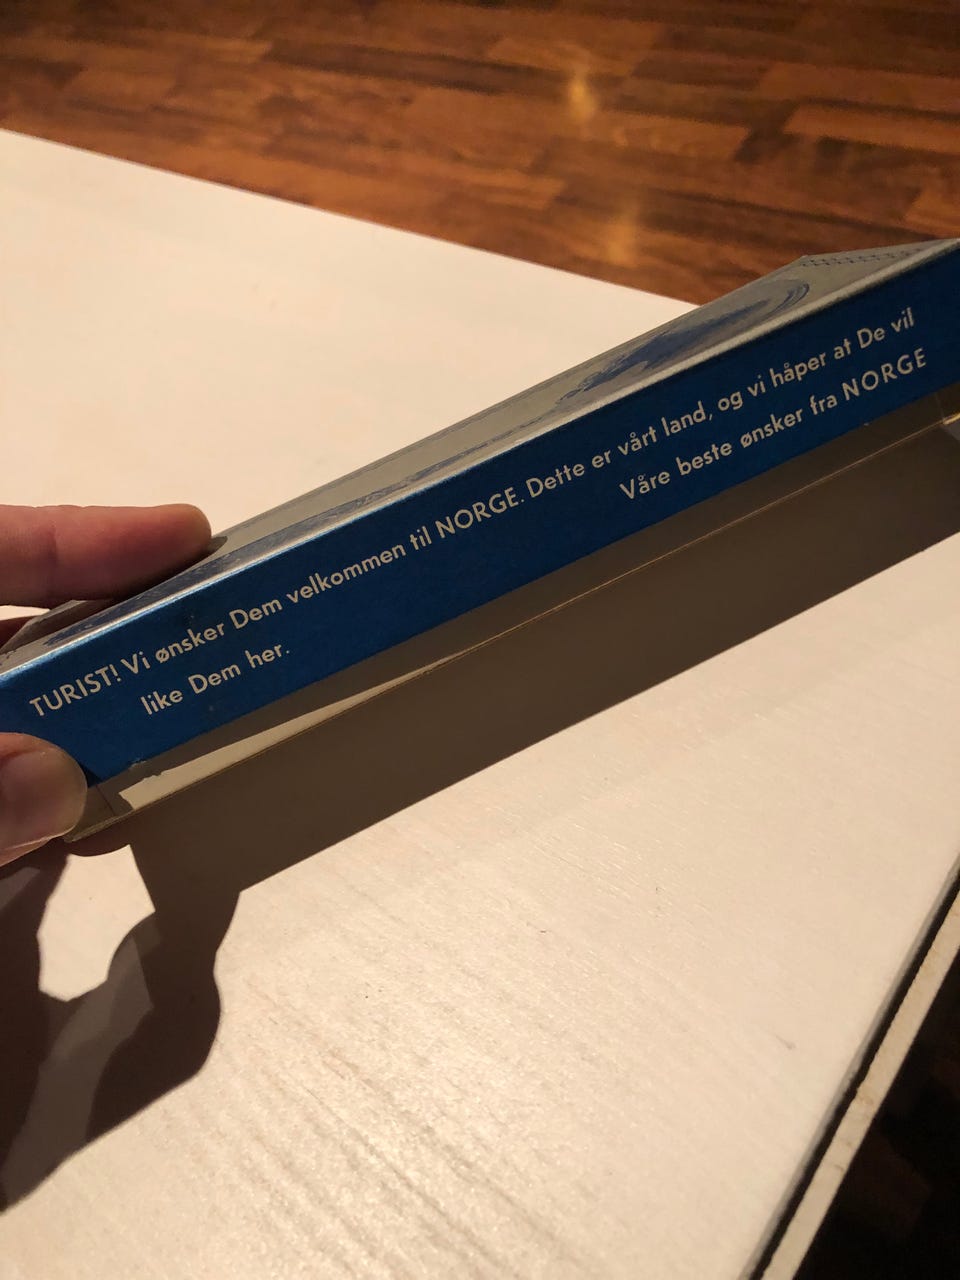 TURIST! Vi ønsker Dem velkommen til NORGE. Dette er vårt land, og vi håper at De vil
like Dem her. Våre beste ønsker fra NORGE